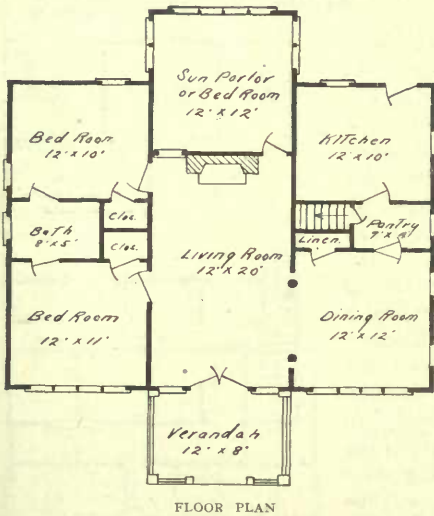 Sun Parlor
or Bed Room
12' x 12'
Bed Room
12' x 10'
Kitchen
12' x 10'
Clos.
Bath
8' x 5'
Clos.
Linen.
Pantry
Living Room
12' x 20'
Bed Room
12' x 11'
Dining Room
12' x 12'
Verandah
12' x 8'
FLOOR PLAN